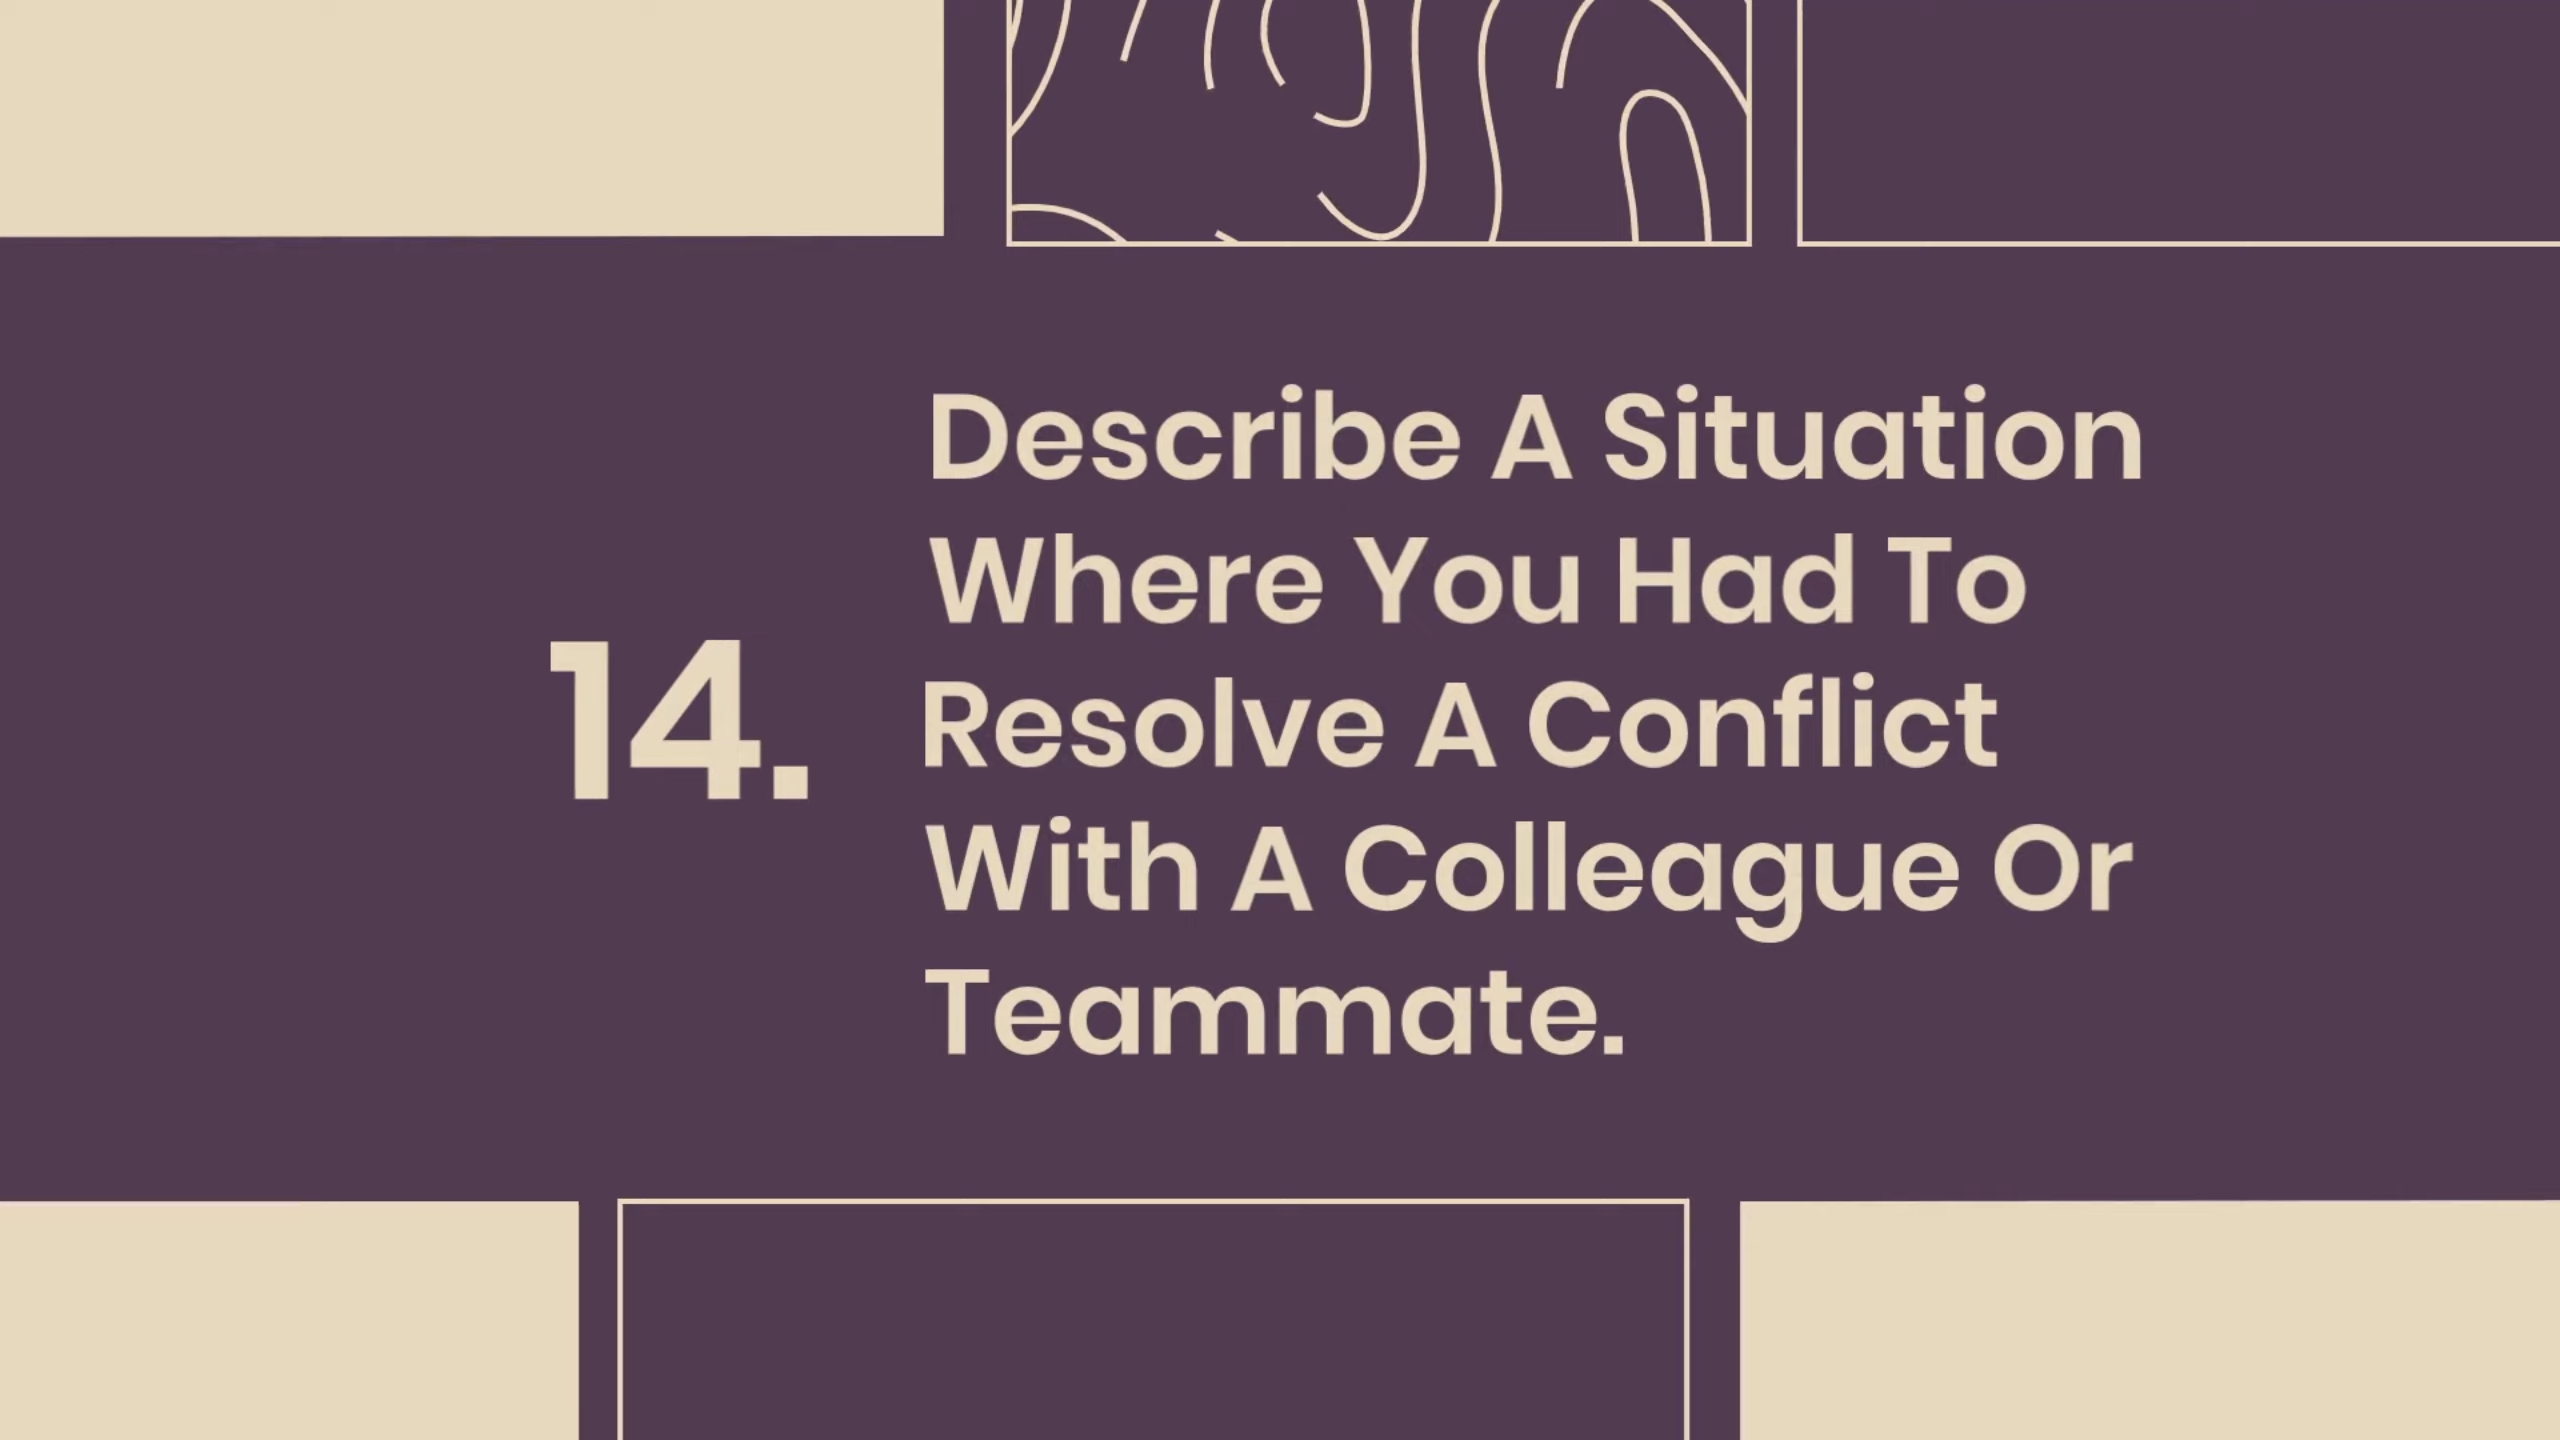 14.
Describe A Situation
Where You Had To
Resolve A Conflict
With A Colleague Or
Teammate.